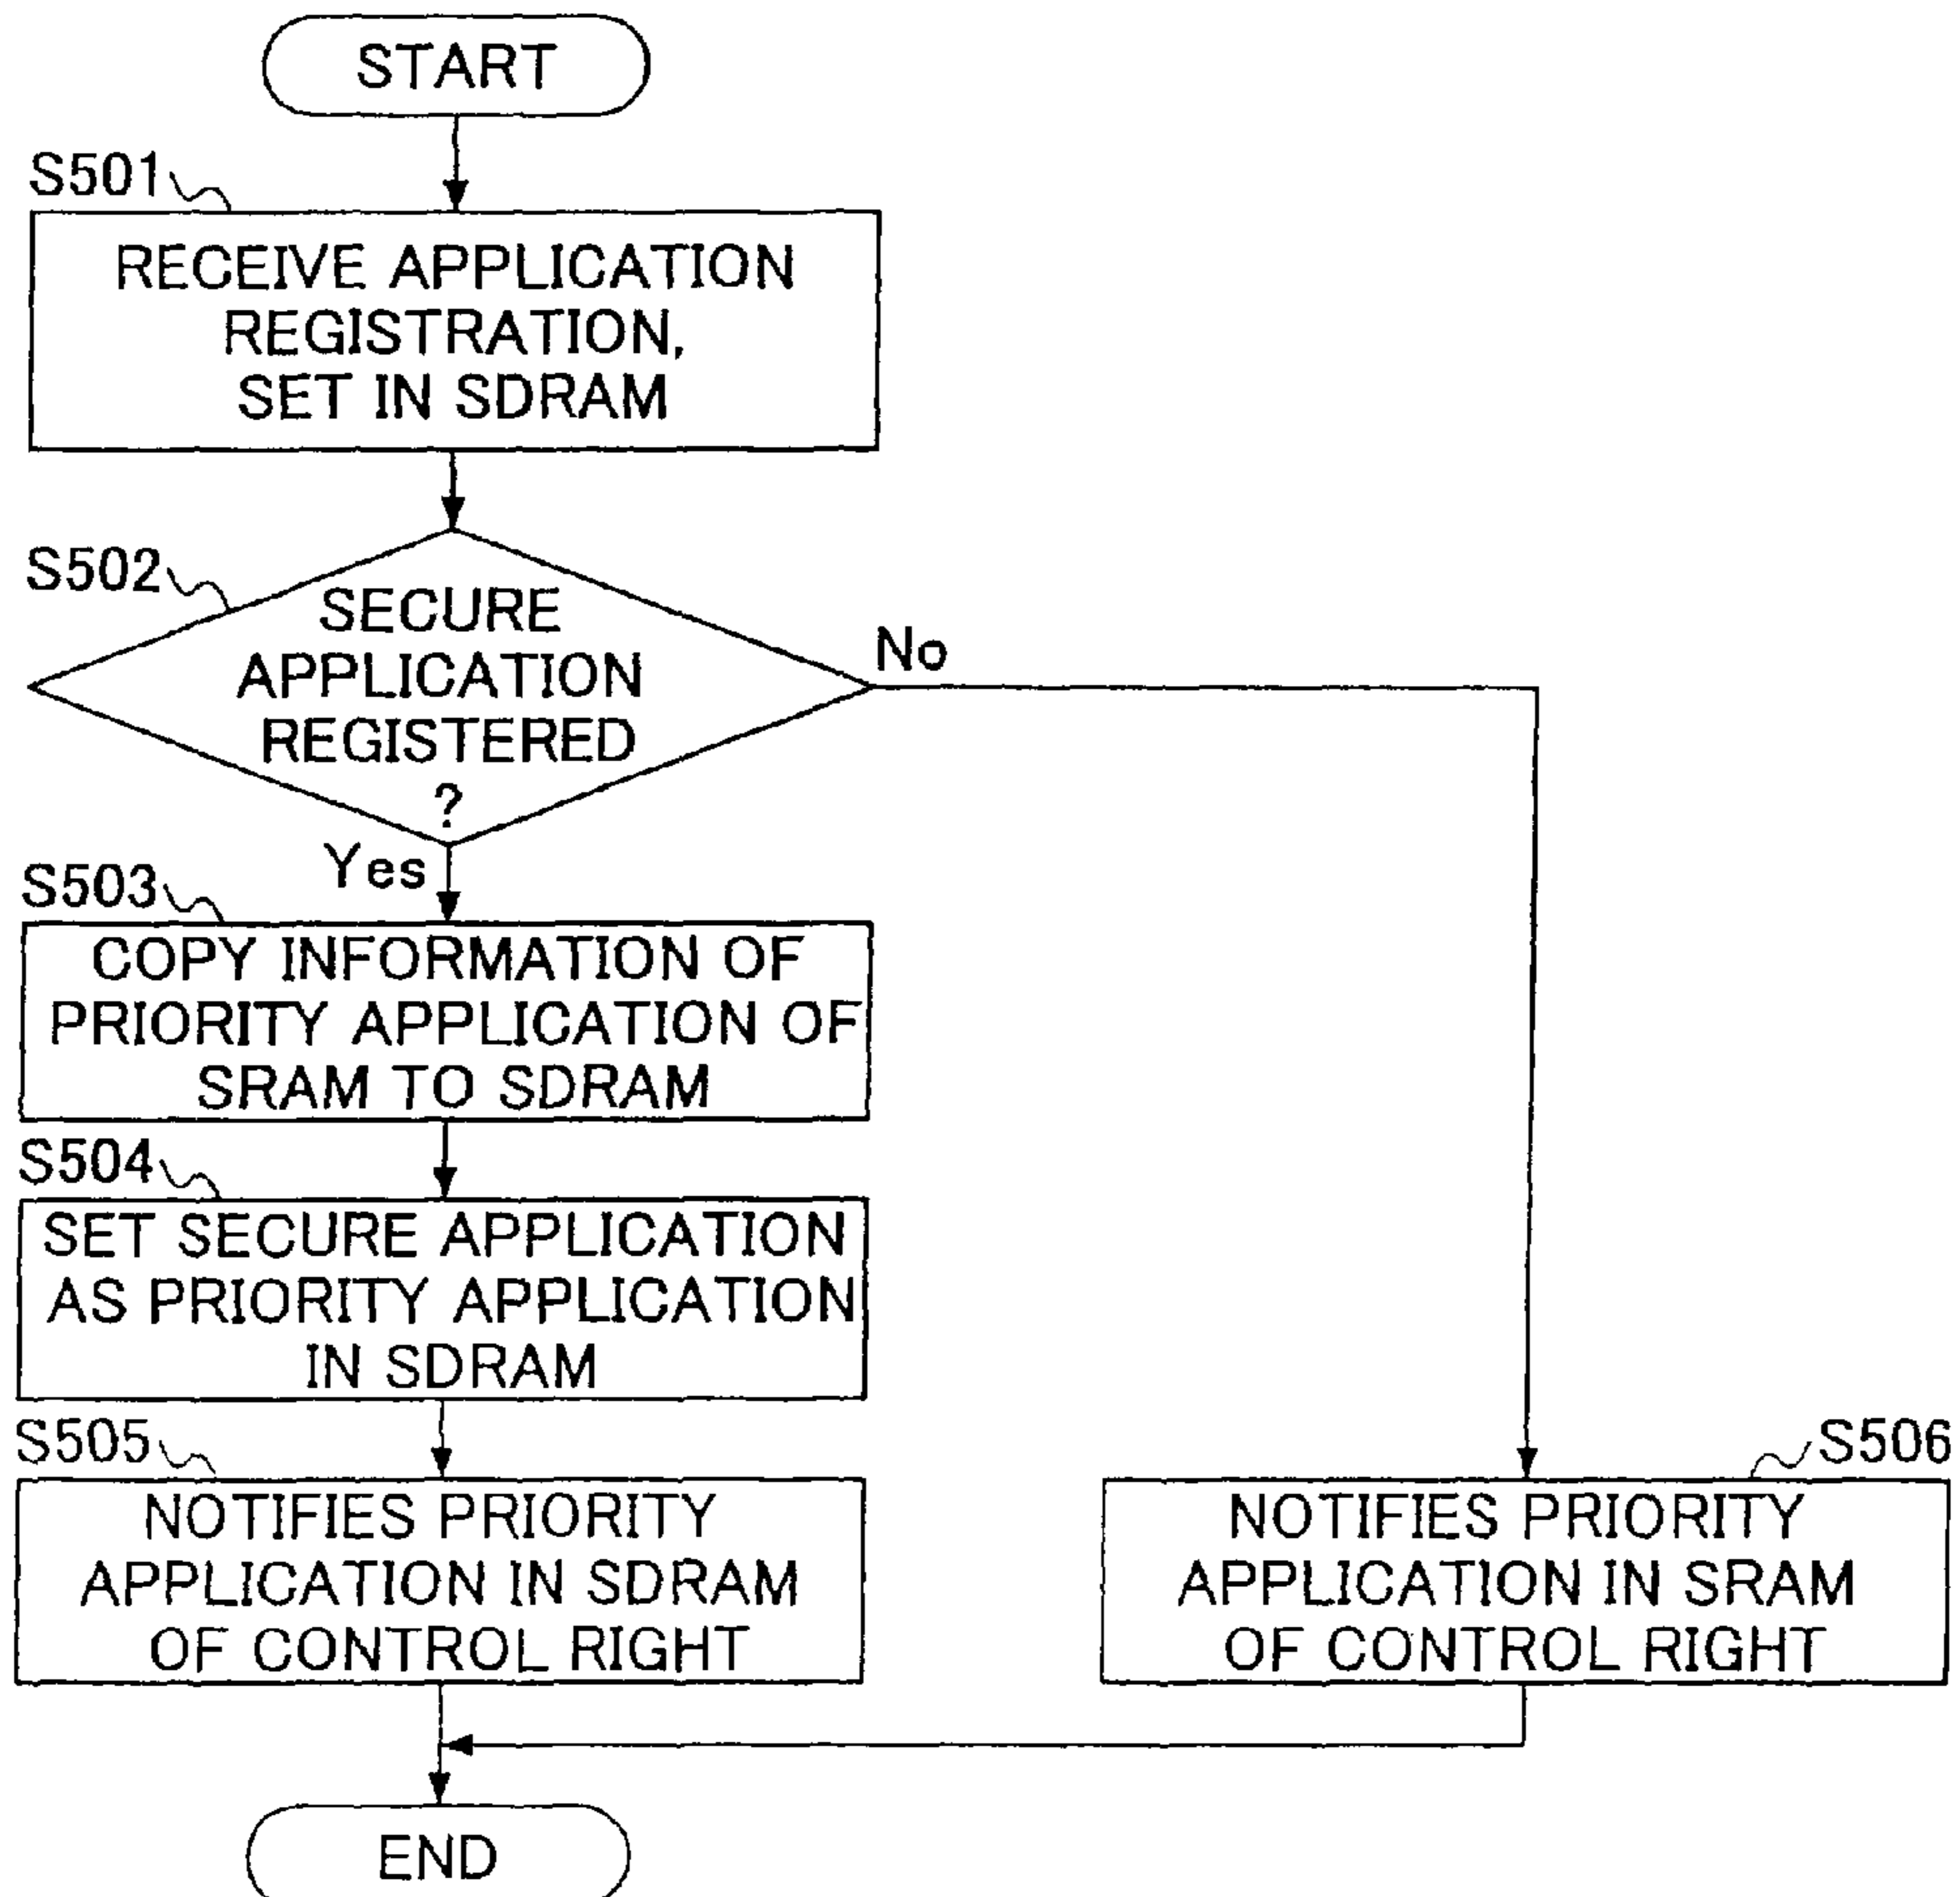 START
S501
RECEIVE APPLICATION
REGISTRATION,
SET IN SDRAM
S502
SECURE
APPLICATION
REGISTERED
?
No
Yes
S503
COPY INFORMATION OF
PRIORITY APPLICATION OF
SRAM TO SDRAM
S504
SET SECURE APPLICATION
AS PRIORITY APPLICATION
IN SDRAM
S505
NOTIFIES PRIORITY
APPLICATION IN SDRAM
OF CONTROL RIGHT
S506
NOTIFIES PRIORITY
APPLICATION IN SRAM
OF CONTROL RIGHT
END